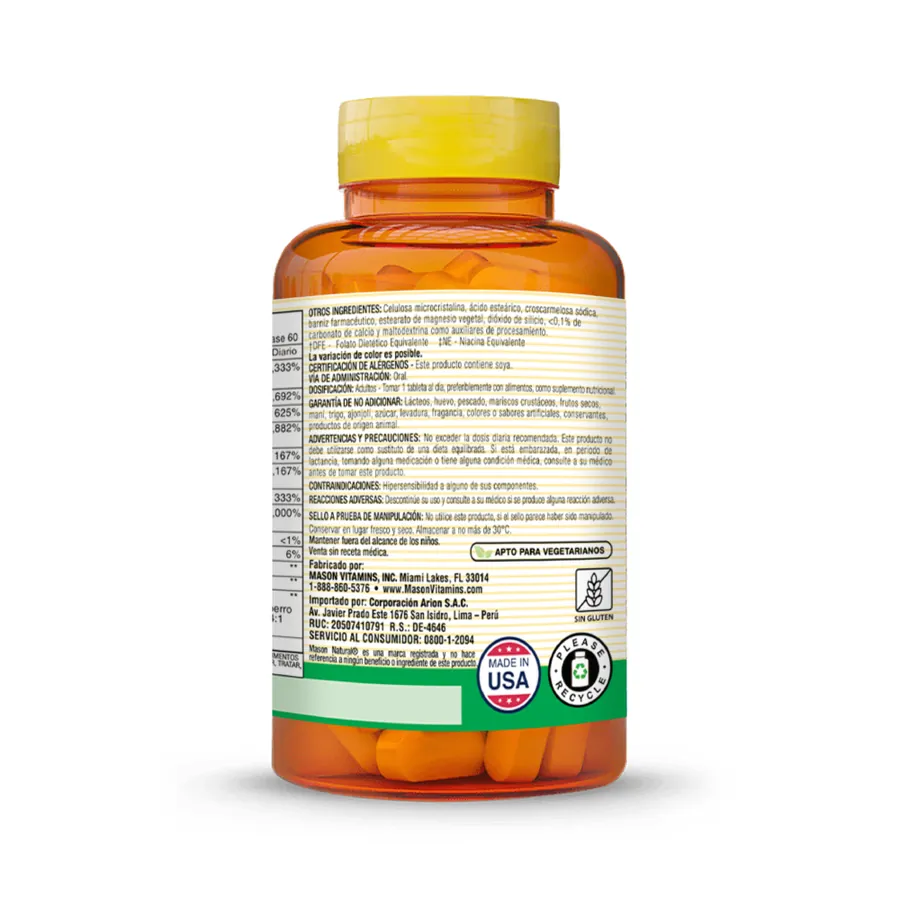 ase 60
Diario
,333%
.692%
625%
.882%
167%
.167%
333%
,000%
<1%
6%
**
**
**
erro
:1
IMENTOS
R, TRATAR,
OTROS INGREDIENTES: Celulosa microcristalina, ácido esteárico, croscarmelosa sódica,
barniz farmacéutico, estearato de magnesio vegetal, dióxido de silicio, <0,1% de
carbonato de calcio y maltodextrina como auxiliares de procesamiento.
†DFE - Folato Dietético Equivalente ‡NE - Niacina Equivalente
La variación de color es posible.
CERTIFICACIÓN DE ALÉRGENOS - Este producto contiene soya.
VÍA DE ADMINISTRACIÓN: Oral.
DOSIFICACIÓN: Adultos - Tomar 1 tableta al día, preferiblemente con alimentos, como suplemento nutricional.
GARANTÍA DE NO ADICIONAR: Lácteos, huevo, pescado, mariscos crustáceos, frutos secos,
maní, trigo, ajonjolí, azúcar, levadura, fragancia, colores o sabores artificiales, conservantes,
productos de origen animal.
ADVERTENCIAS Y PRECAUCIONES: No exceder la dosis diaria recomendada. Este producto no
debe utilizarse como sustituto de una dieta equilibrada. Si está embarazada, en periodo de
lactancia, tomando alguna medicación o tiene alguna condición médica, consulte a su médico
antes de tomar este producto.
CONTRAINDICACIONES: Hipersensibilidad a alguno de sus componentes.
REACCIONES ADVERSAS: Descontinúe su uso y consulte a su médico si se produce alguna reacción adversa.
SELLO A PRUEBA DE MANIPULACIÓN: No utilice este producto, si el sello parece haber sido manipulado.
Conservar en lugar fresco y seco. Almacenar a no más de 30°C.
Mantener fuera del alcance de los niños.
Venta sin receta médica.
APTO PARA VEGETARIANOS
Fabricado por:
MASON VITAMINS, INC. Miami Lakes, FL 33014
1-888-860-5376 • www.MasonVitamins.com
Importado por: Corporación Arion S.A.C.
Av. Javier Prado Este 1676 San Isidro, Lima – Perú
RUC: 20507410791 R.S.: DE-4646
SERVICIO AL CONSUMIDOR: 0800-1-2094
Mason Natural® es una marca registrada y no hace
referencia a ningún beneficio o ingrediente de este producto.
SIN GLUTEN
MADE IN
USA
PLEASE
RECYCLE